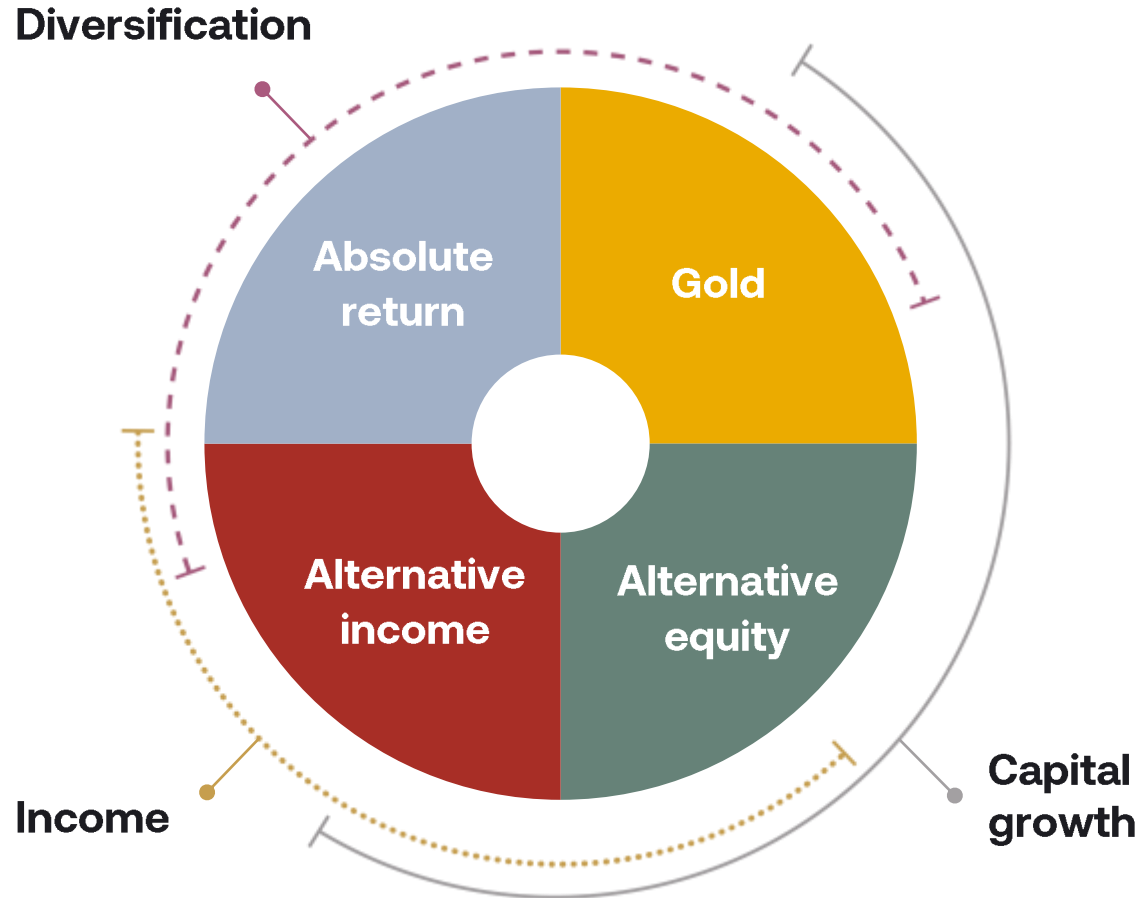 Diversification
Absolute
return
Gold
Alternative
income
Alternative
equity
Income
Capital
growth